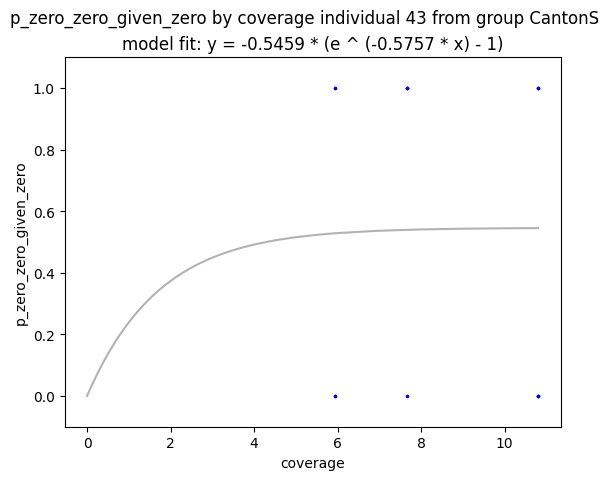 p_zero_zero_given_zero by coverage individual 43 from group CantonS
model fit: y = -0.5459 * (e ^ (-0.5757 * x) - 1)
1.0
0.8
0.6
0.4
0.2
0.0
p_zero_zero_given_zero
0 2 4 6 8 10
coverage